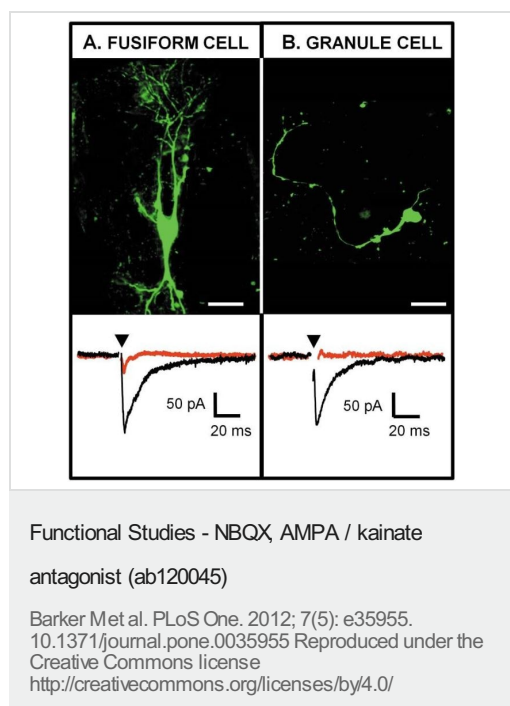 A. FUSIFORM CELL
B. GRANULE CELL
50 pA
20 ms
50 pA
20 ms
Functional Studies - NBQX, AMPA / kainate
antagonist (ab120045)
Barker M et al. PLoS One. 2012; 7(5): e35955.
10.1371/journal.pone.0035955 Reproduced under the
Creative Commons license
http://creativecommons.org/licenses/by/4.0/